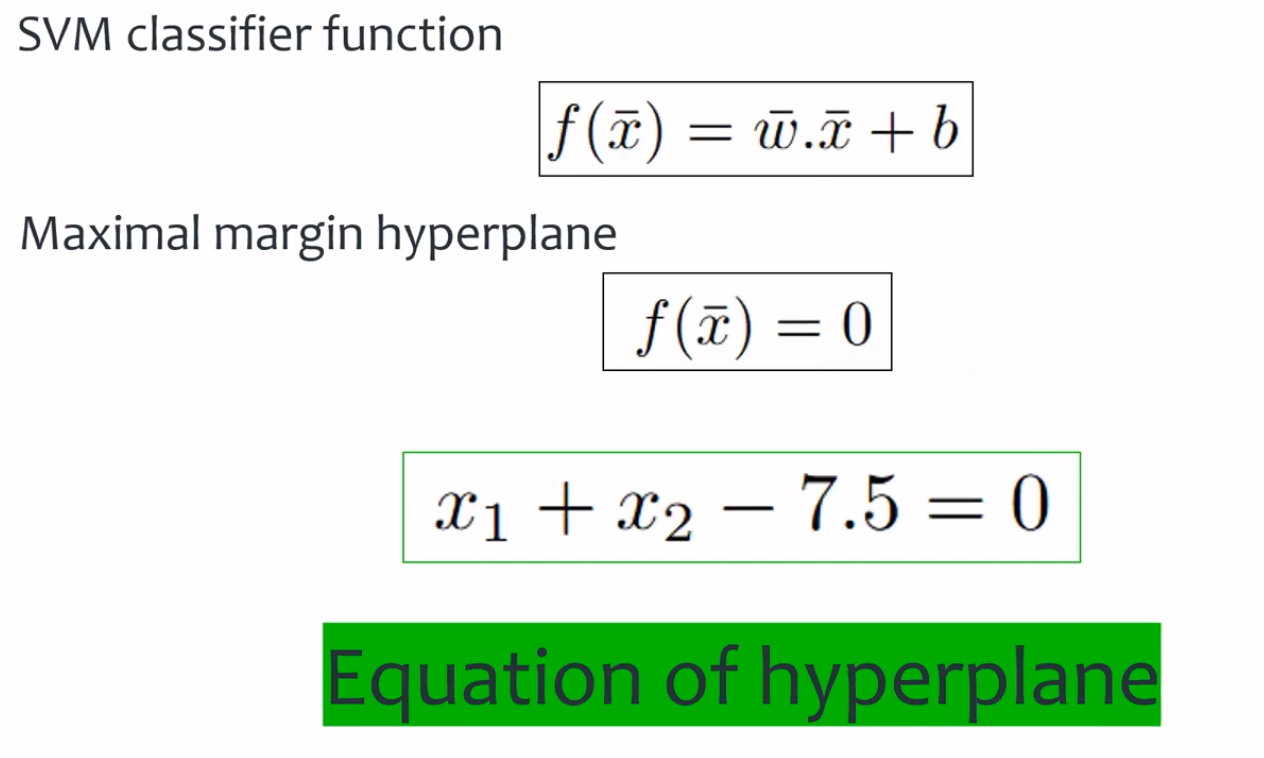 SVM classifier function
f(x̄) = w̄.x̄ + b
Maximal margin hyperplane
f(x̄) = 0
x₁ + x₂ − 7.5 = 0
Equation of hyperplane